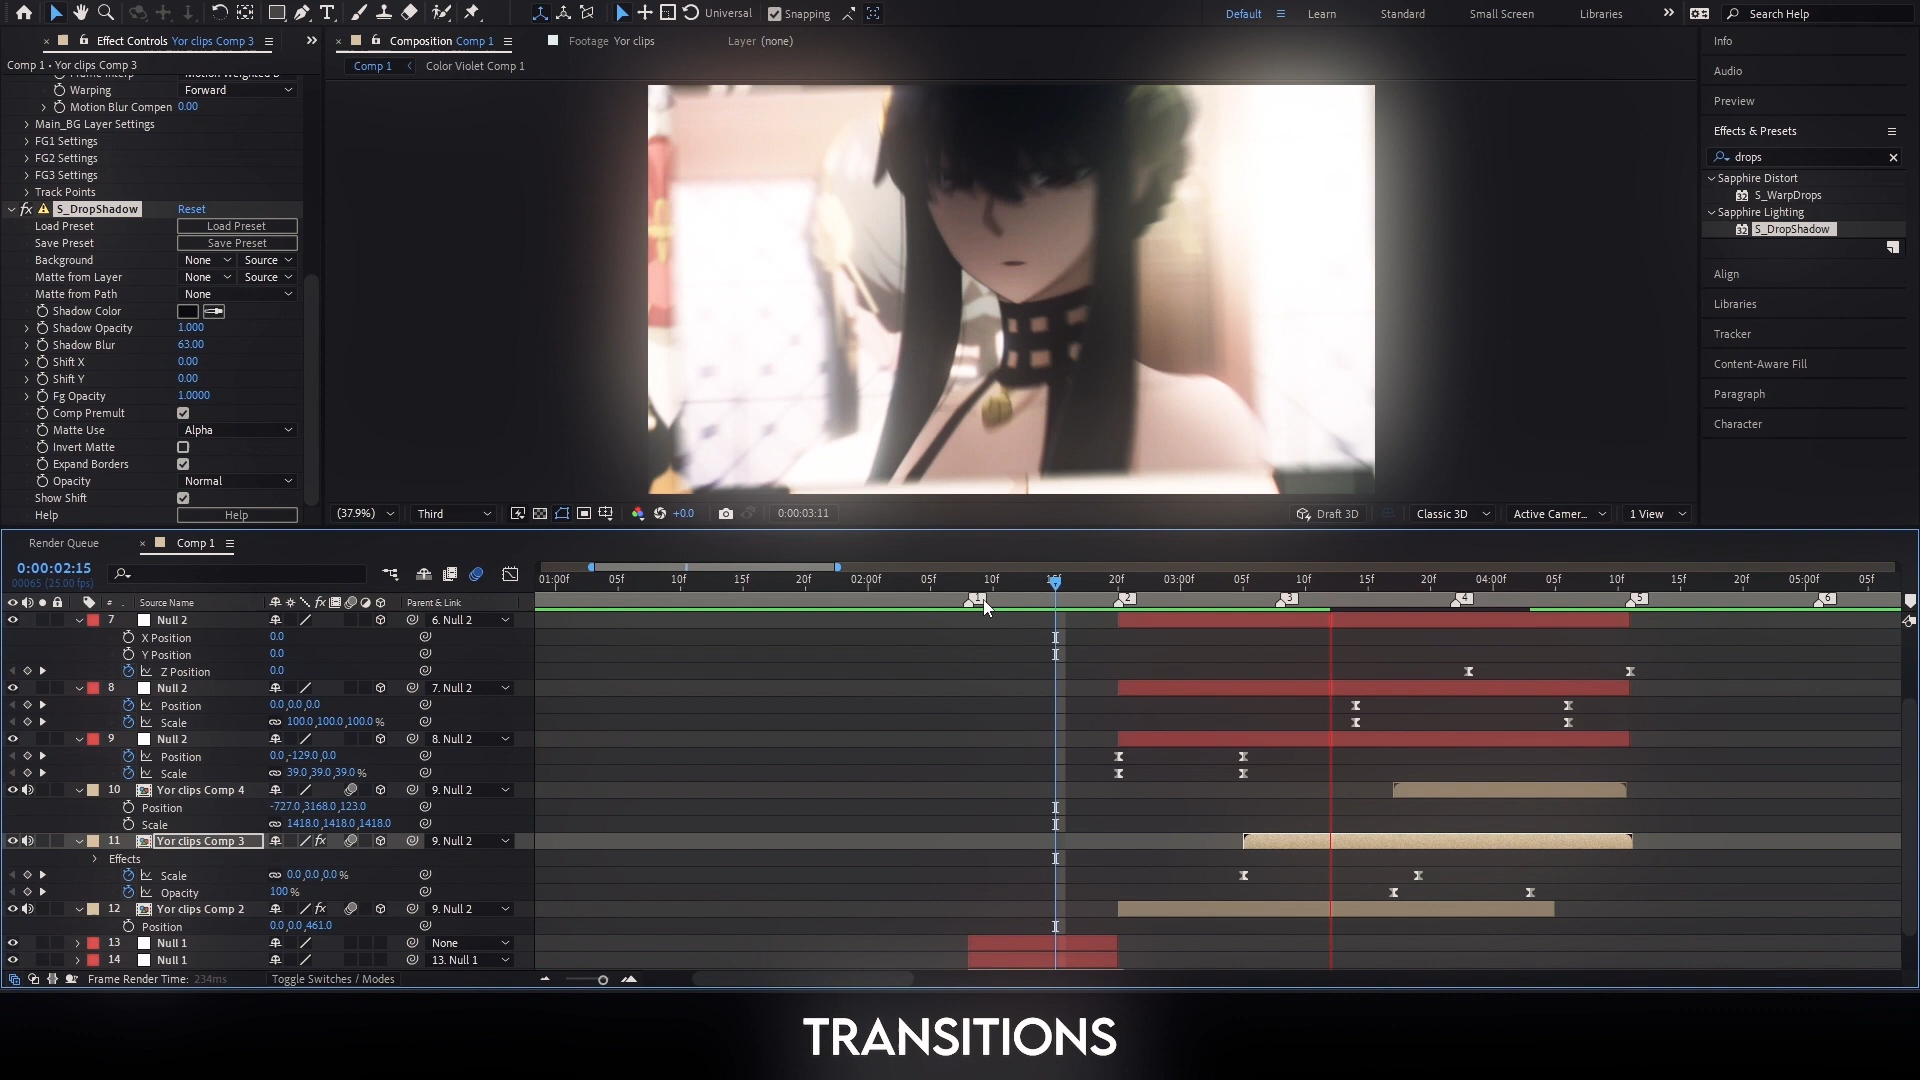 Universal
Snapping
Default
Learn
Standard
Small Screen
Libraries
Search Help
Effect Controls Yor clips Comp 3
Composition Comp 1
Footage Yor clips
Layer (none)
Comp 1 • Yor clips Comp 3
Comp 1
Color Violet Comp 1
Warping
Forward
Motion Blur Compen 0.00
Main_BG Layer Settings
FG1 Settings
FG2 Settings
FG3 Settings
Track Points
fx S_DropShadow Reset
Load Preset Load Preset
Save Preset Save Preset
Background None Source
Matte from Layer None Source
Matte from Path None
Shadow Color
Shadow Opacity 1.000
Shadow Blur 63.00
Shift X 0.00
Shift Y 0.00
Fg Opacity 1.0000
Comp Premult
Matte Use Alpha
Invert Matte
Expand Borders
Opacity Normal
Show Shift
Help Help
Info
Audio
Preview
Effects & Presets
drops
Sapphire Distort
32 S_WarpDrops
Sapphire Lighting
32 S_DropShadow
Align
Libraries
Tracker
Content-Aware Fill
Paragraph
Character
(37.9%) Third +0.0 0:00:03:11 Draft 3D Classic 3D Active Camer... 1 View
Render Queue
Comp 1
0:00:02:15
00065 (25.00 fps)
01:00f 05f 10f 15f 20f 02:00f 05f 10f 15f 20f 03:00f 05f 10f 15f 20f 04:00f 05f 10f 15f 20f 05:00f 05f
# . Source Name fx Parent & Link
1 2 3 4 5 6
7 Null 2 6. Null 2
X Position 0.0
Y Position 0.0
Z Position 0.0
8 Null 2 7. Null 2
Position 0.0,0.0,0.0
Scale 100.0,100.0,100.0%
9 Null 2 8. Null 2
Position 0.0,-129.0,0.0
Scale 39.0,39.0,39.0%
10 Yor clips Comp 4 9. Null 2
Position -727.0,3168.0,123.0
Scale 1418.0,1418.0,1418.0
11 Yor clips Comp 3 fx 9. Null 2
Effects
Scale 0.0,0.0,0.0%
Opacity 100%
12 Yor clips Comp 2 fx 9. Null 2
Position 0.0,0.0,461.0
13 Null 1 None
14 Null 1 13. Null 1
Frame Render Time: 234ms
Toggle Switches / Modes
TRANSITIONS